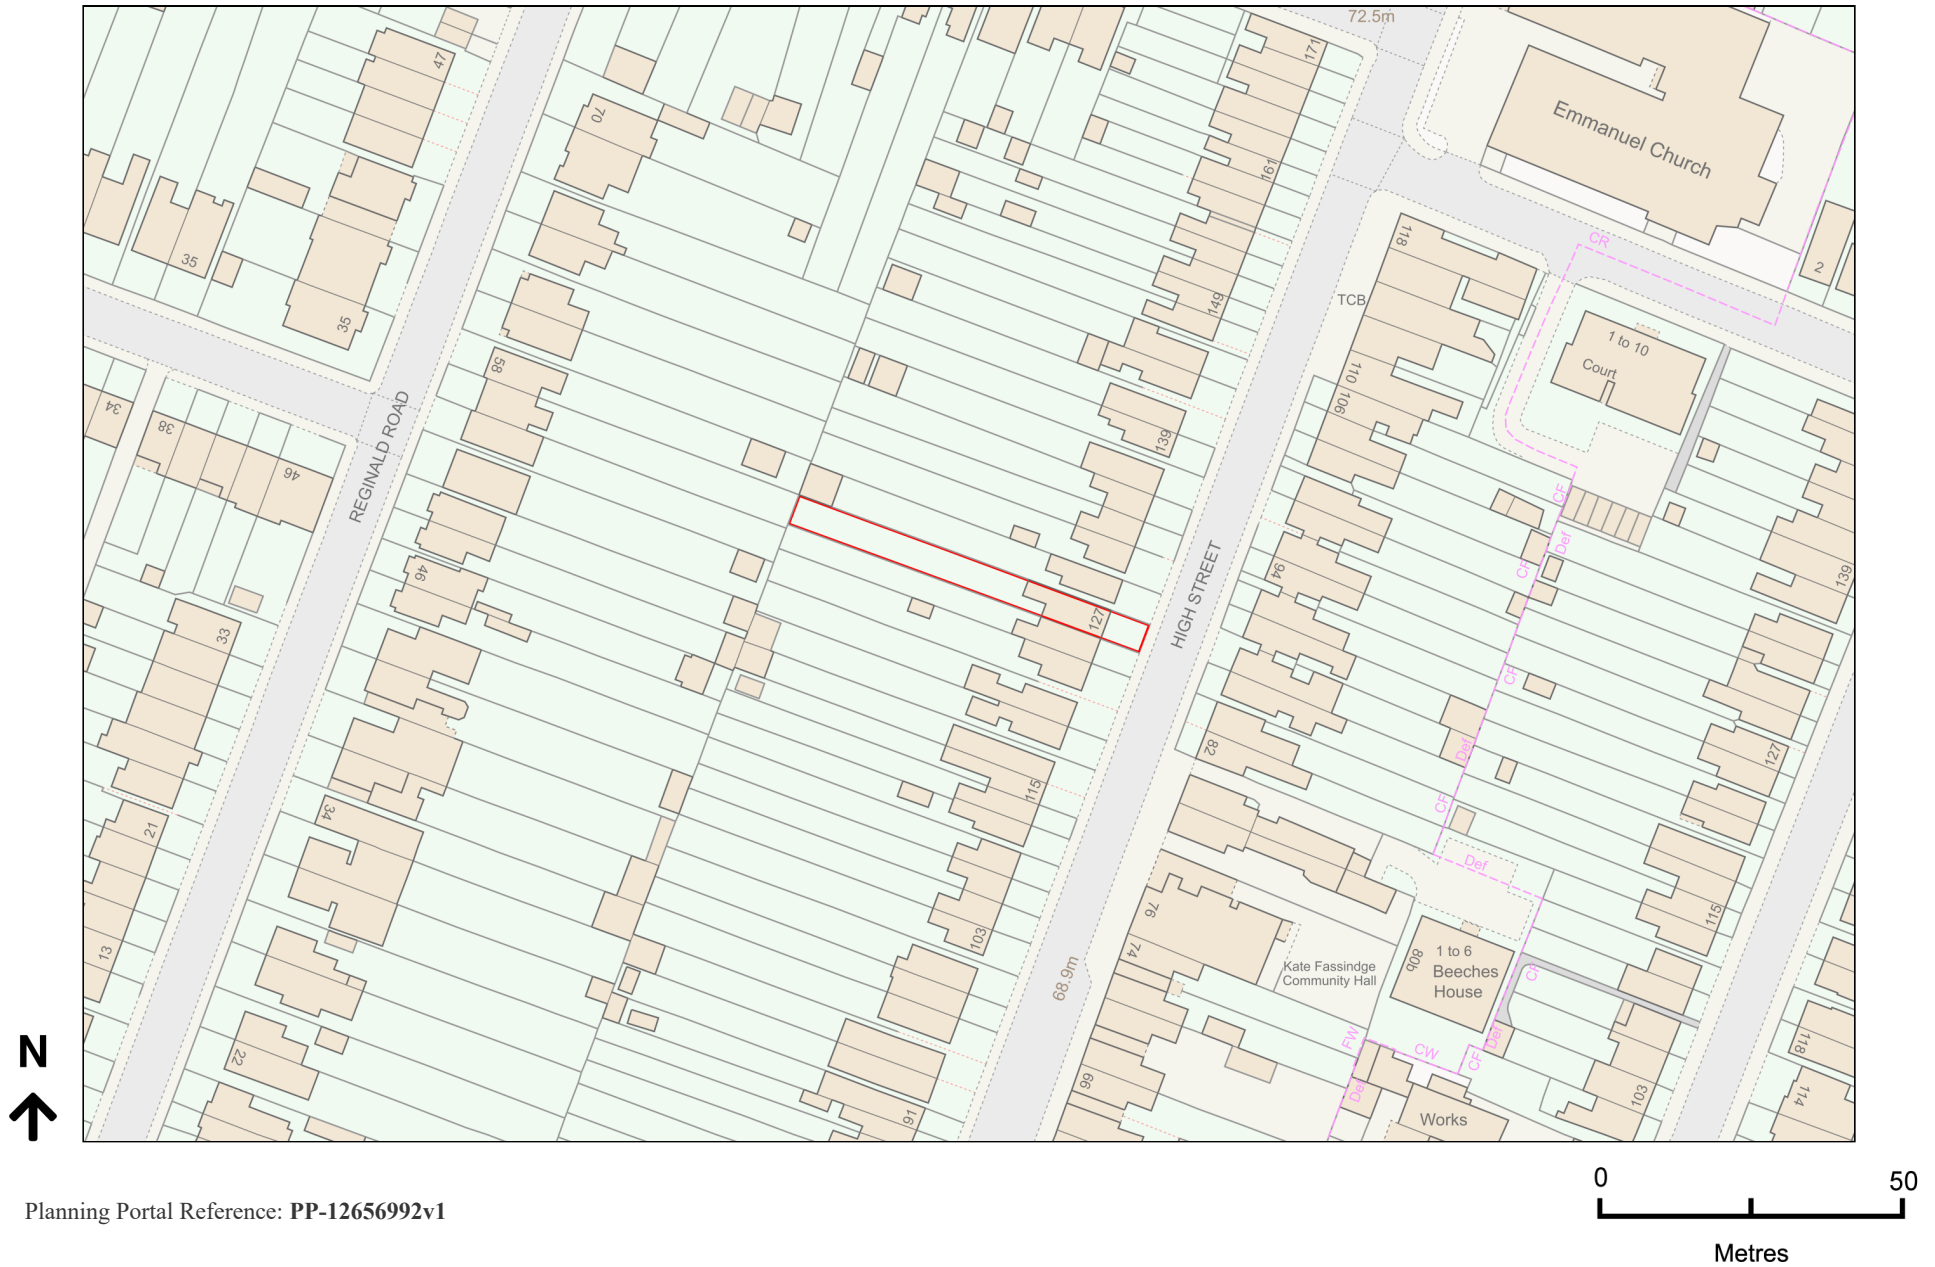 72.5m
47
171
70
Emmanuel Church
161
118
CR
35
2
149
TCB
35
1 to 10
Court
58
110
106
34
38
139
46
REGINALD ROAD
CF
Def
CF
94
46
139
HIGH STREET
127
33
CF
82
Def
127
115
CF
34
21
Def
76
115
103
74
13
80b
1 to 6
Beeches
House
Kate Fassindge
Community Hall
CF
68.9m
FW
Def
118
N
22
CW
CF
66
Def
103
114
91
Works
0
50
Metres
Planning Portal Reference: PP-12656992v1